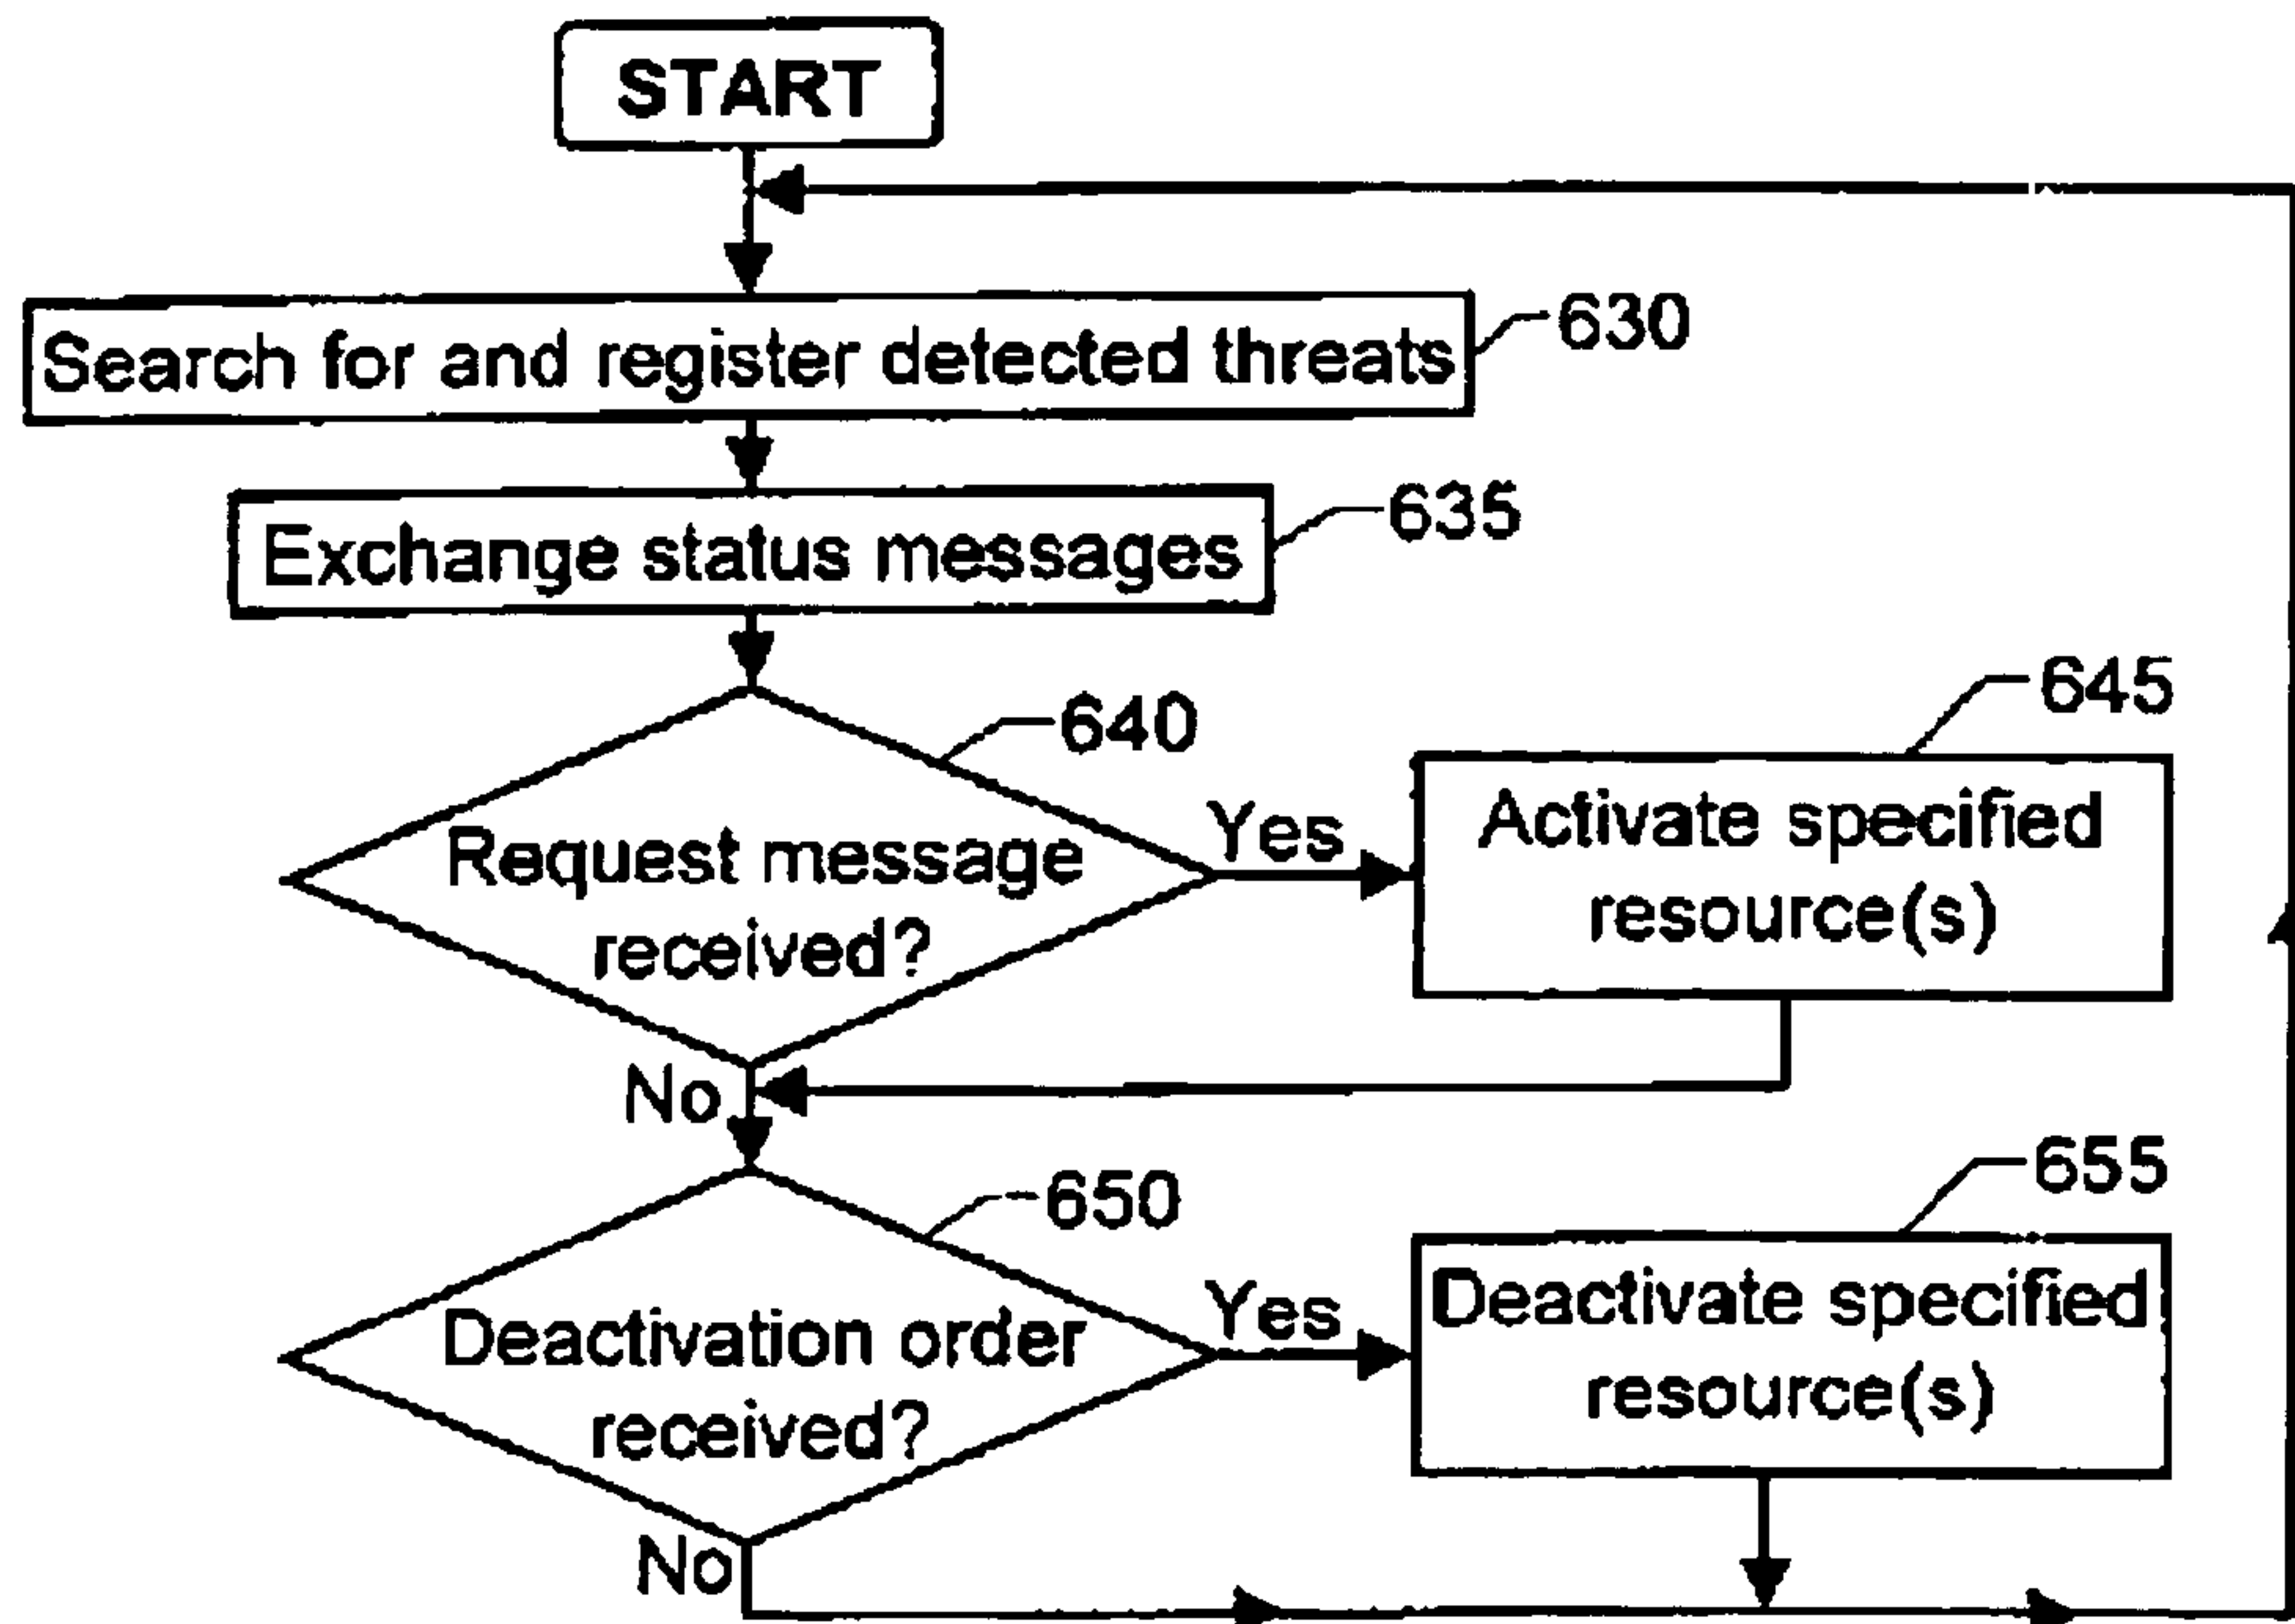 START
Search for and register detected threats
630
Exchange status messages
635
640
645
Request message
received?
Yes
Activate specified
resource(s)
No
650
655
Deactivation order
received?
Yes
Deactivate specified
resource(s)
No